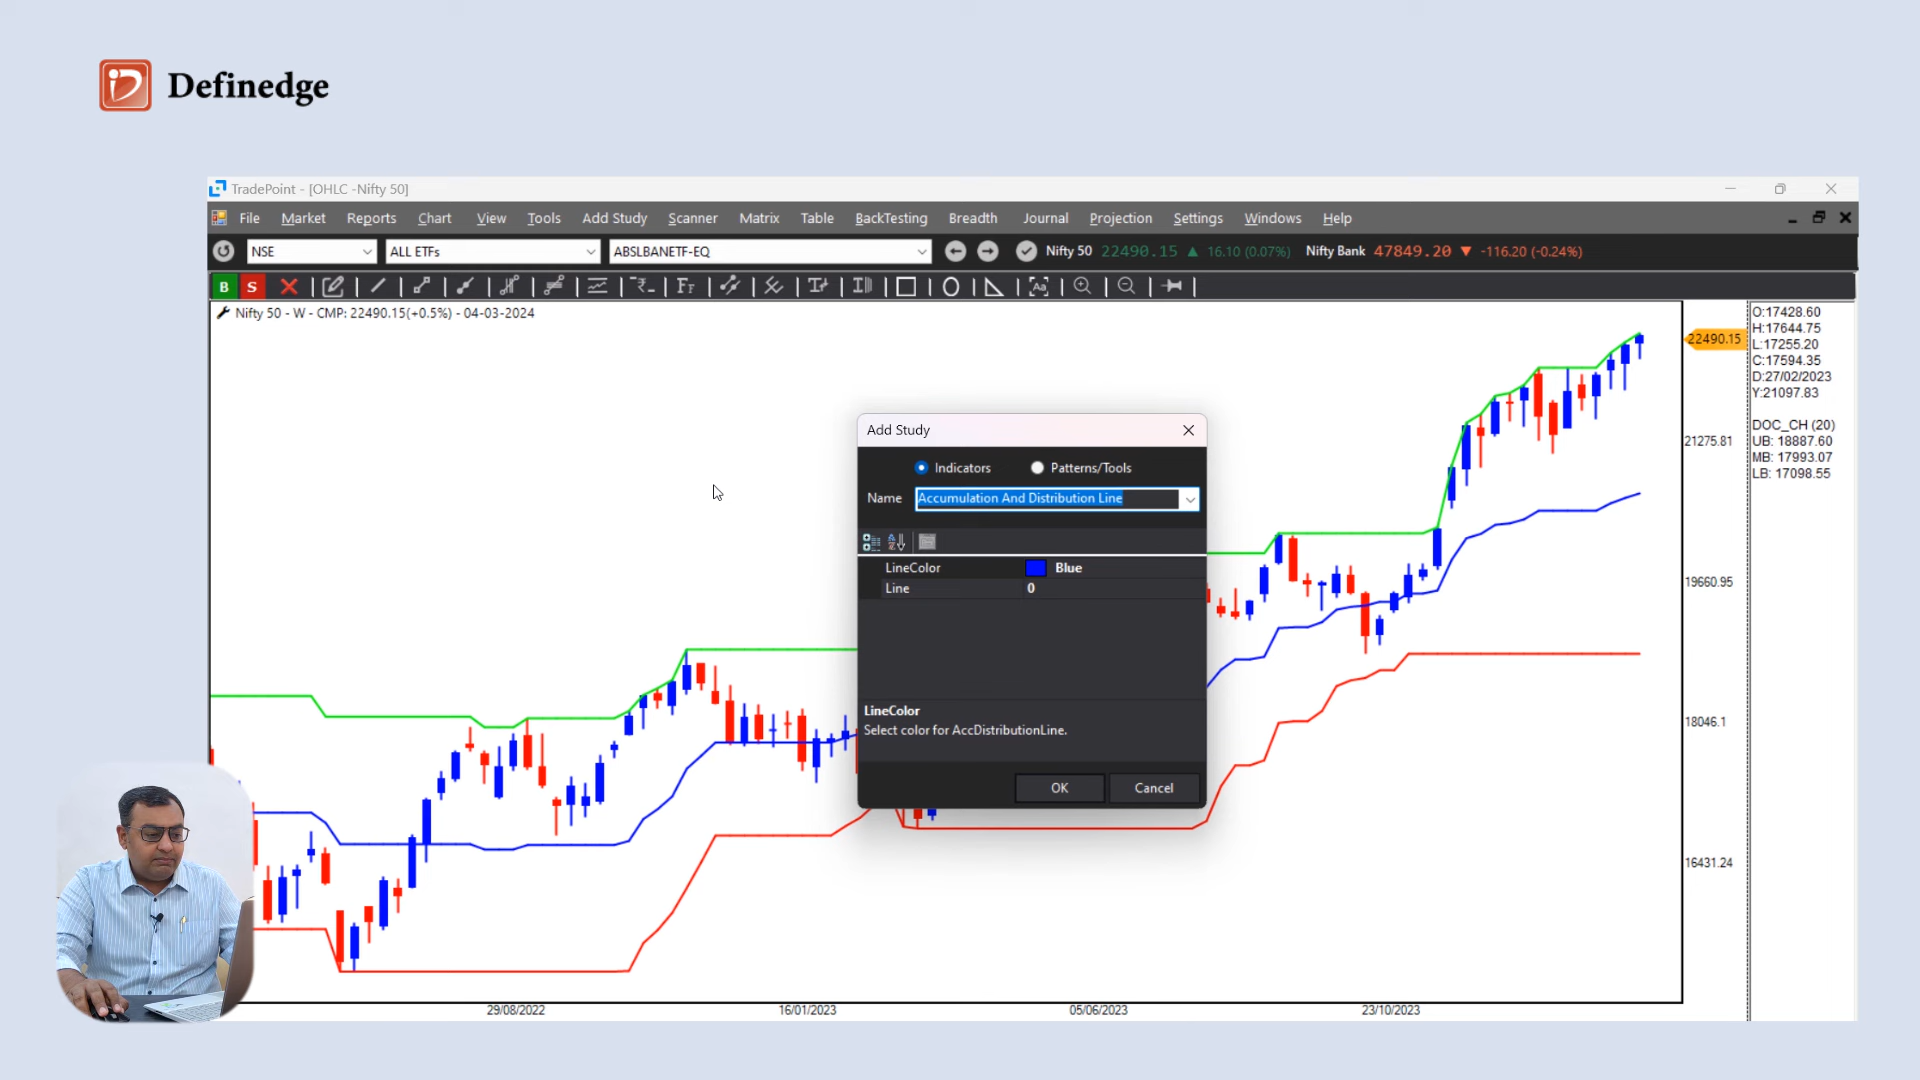 Definedge
TradePoint - [OHLC -Nifty 50]
File Market Reports Chart View Tools Add Study Scanner Matrix Table BackTesting Breadth Journal Projection Settings Windows Help
NSE ALL ETFs ABSLBANETF-EQ Nifty 50 22490.15 ▲ 16.10 (0.07%) Nifty Bank 47849.20 ▼ -116.20 (-0.24%)
B S
Nifty 50 - W - CMP: 22490.15(+0.5%) - 04-03-2024
22490.15
21275.81
19660.95
18046.1
16431.24
O:17428.60
H:17644.75
L:17255.20
C:17594.35
D:27/02/2023
Y:21097.83
DOC_CH (20)
UB: 18887.60
MB: 17993.07
LB: 17098.55
Add Study
Indicators Patterns/Tools
Name Accumulation And Distribution Line
LineColor Blue
Line 0
LineColor
Select color for AccDistributionLine.
OK Cancel
29/08/2022 16/01/2023 05/06/2023 23/10/2023